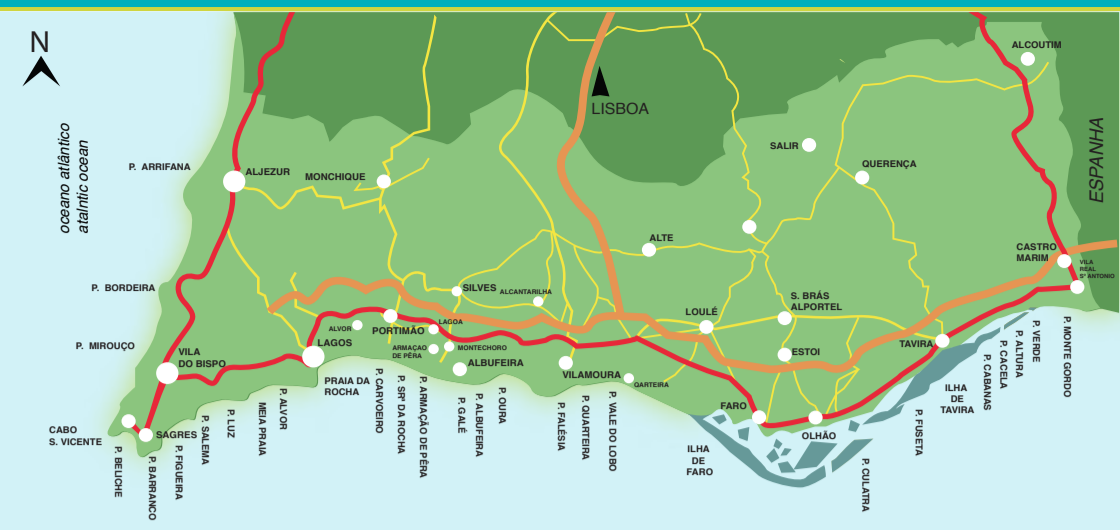 N
ALCOUTIM
LISBOA
oceano atlântico
atalntic ocean
ESPANHA
SALIR
P. ARRIFANA
ALJEZUR
MONCHIQUE
QUERENÇA
ALTE
CASTRO
MARIM
VILA
REAL
Sº ANTONIO
P. BORDEIRA
SILVES
ALCANTARILHA
S. BRÁS
ALPORTEL
LOULÉ
LAGOA
ALVOR
PORTIMÃO
P. MIROUÇO
LAGOS
ARMAÇAO
DE PÊRA
MONTECHORO
TAVIRA
ESTOI
VILA
DO BISPO
ALBUFEIRA
VILAMOURA
QARTEIRA
PRAIA DA
ROCHA
FARO
OLHÃO
ILHA
DE
TAVIRA
CABO
S. VICENTE
SAGRES
ILHA
DE
FARO
P. BELICHE
P. BARRANCO
P. FIGUEIRA
P. SALEMA
P. LUZ
MEIA PRAIA
P. ALVOR
P. CARVOEIRO
P. SRª DA ROCHA
P. ARMAÇÃO DE PÊRA
P. GALÉ
P. ALBUFEIRA
P. OURA
P. FALÉSIA
P. QUARTEIRA
P. VALE DO LOBO
P. CULATRA
P. FUSETA
P. CABANAS
P. CACELA
P. ALTURA
P. VERDE
P. MONTE GORDO